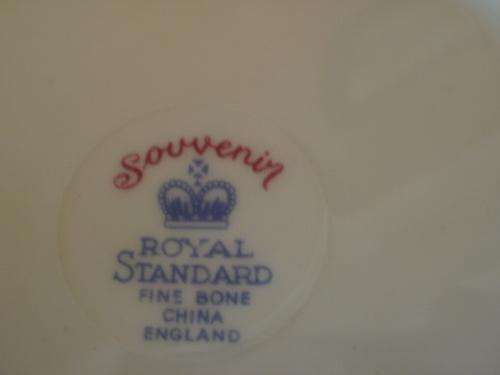 Souvenir
ROYAL
STANDARD
FINE BONE
CHINA
ENGLAND